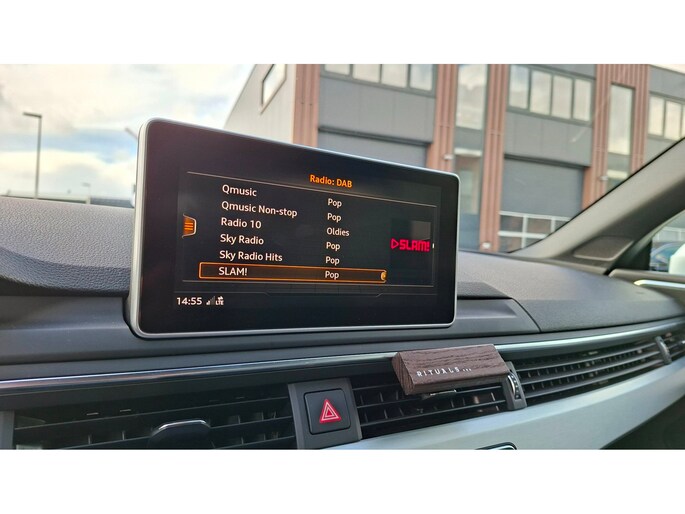 Radio: DAB
Qmusic Pop
Qmusic Non-stop Pop
Radio 10 Oldies
Sky Radio Pop
Sky Radio Hits Pop
SLAM! Pop
SLAM!
14:55 LTE
RITUALS...